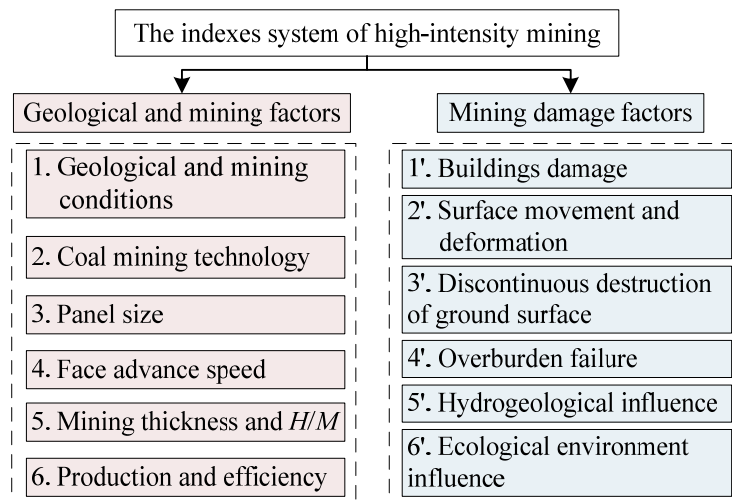 The indexes system of high-intensity mining
Geological and mining factors
1. Geological and mining
conditions
2. Coal mining technology
3. Panel size
4. Face advance speed
5. Mining thickness and H/M
6. Production and efficiency
Mining damage factors
1'. Buildings damage
2'. Surface movement and
deformation
3'. Discontinuous destruction
of ground surface
4'. Overburden failure
5'. Hydrogeological influence
6'. Ecological environment
influence